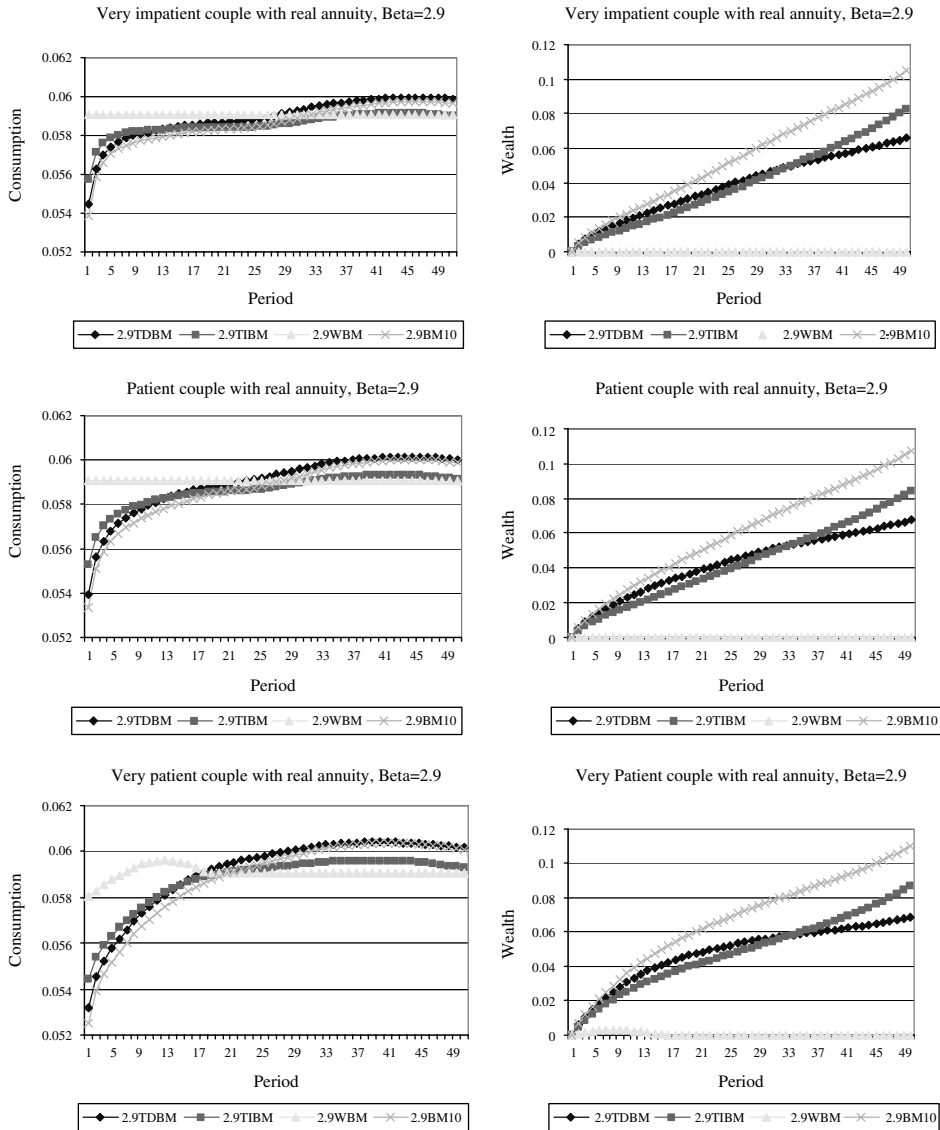 Very impatient couple with real annuity, Beta=2.9
0.062
0.06
0.058
0.056
0.054
0.052
Consumption
1 5 9 13 17 21 25 29 33 37 41 45 49
Period
2.9TDBM 2.9TIBM 2.9WBM 2.9BM10
Very impatient couple with real annuity, Beta=2.9
0.12
0.1
0.08
0.06
0.04
0.02
0
Wealth
1 5 9 13 17 21 25 29 33 37 41 45 49
Period
2.9TDBM 2.9TIBM 2.9WBM 2.9BM10
Patient couple with real annuity, Beta=2.9
0.062
0.06
0.058
0.056
0.054
0.052
Consumption
1 5 9 13 17 21 25 29 33 37 41 45 49
Period
2.9TDBM 2.9TIBM 2.9WBM 2.9BM10
Patient couple with real annuity, Beta=2.9
0.12
0.1
0.08
0.06
0.04
0.02
0
Wealth
1 5 9 13 17 21 25 29 33 37 41 45 49
Period
2.9TDBM 2.9TIBM 2.9WBM 2.9BM10
Very patient couple with real annuity, Beta=2.9
0.062
0.06
0.058
0.056
0.054
0.052
Consumption
1 5 9 13 17 21 25 29 33 37 41 45 49
Period
2.9TDBM 2.9TIBM 2.9WBM 2.9BM10
Very Patient couple with real annuity, Beta=2.9
0.12
0.1
0.08
0.06
0.04
0.02
0
Wealth
1 5 9 13 17 21 25 29 33 37 41 45 49
Period
2.9TDBM 2.9TIBM 2.9WBM 2.9BM10